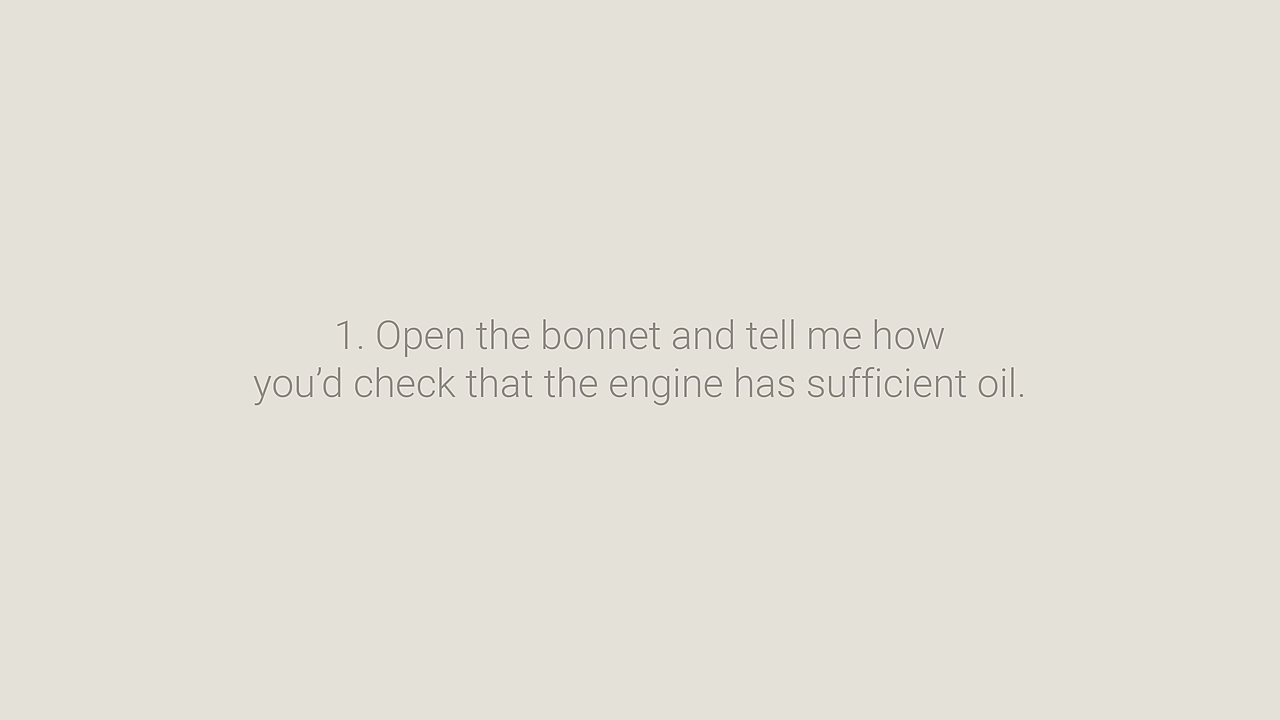 1. Open the bonnet and tell me how
you’d check that the engine has sufficient oil.